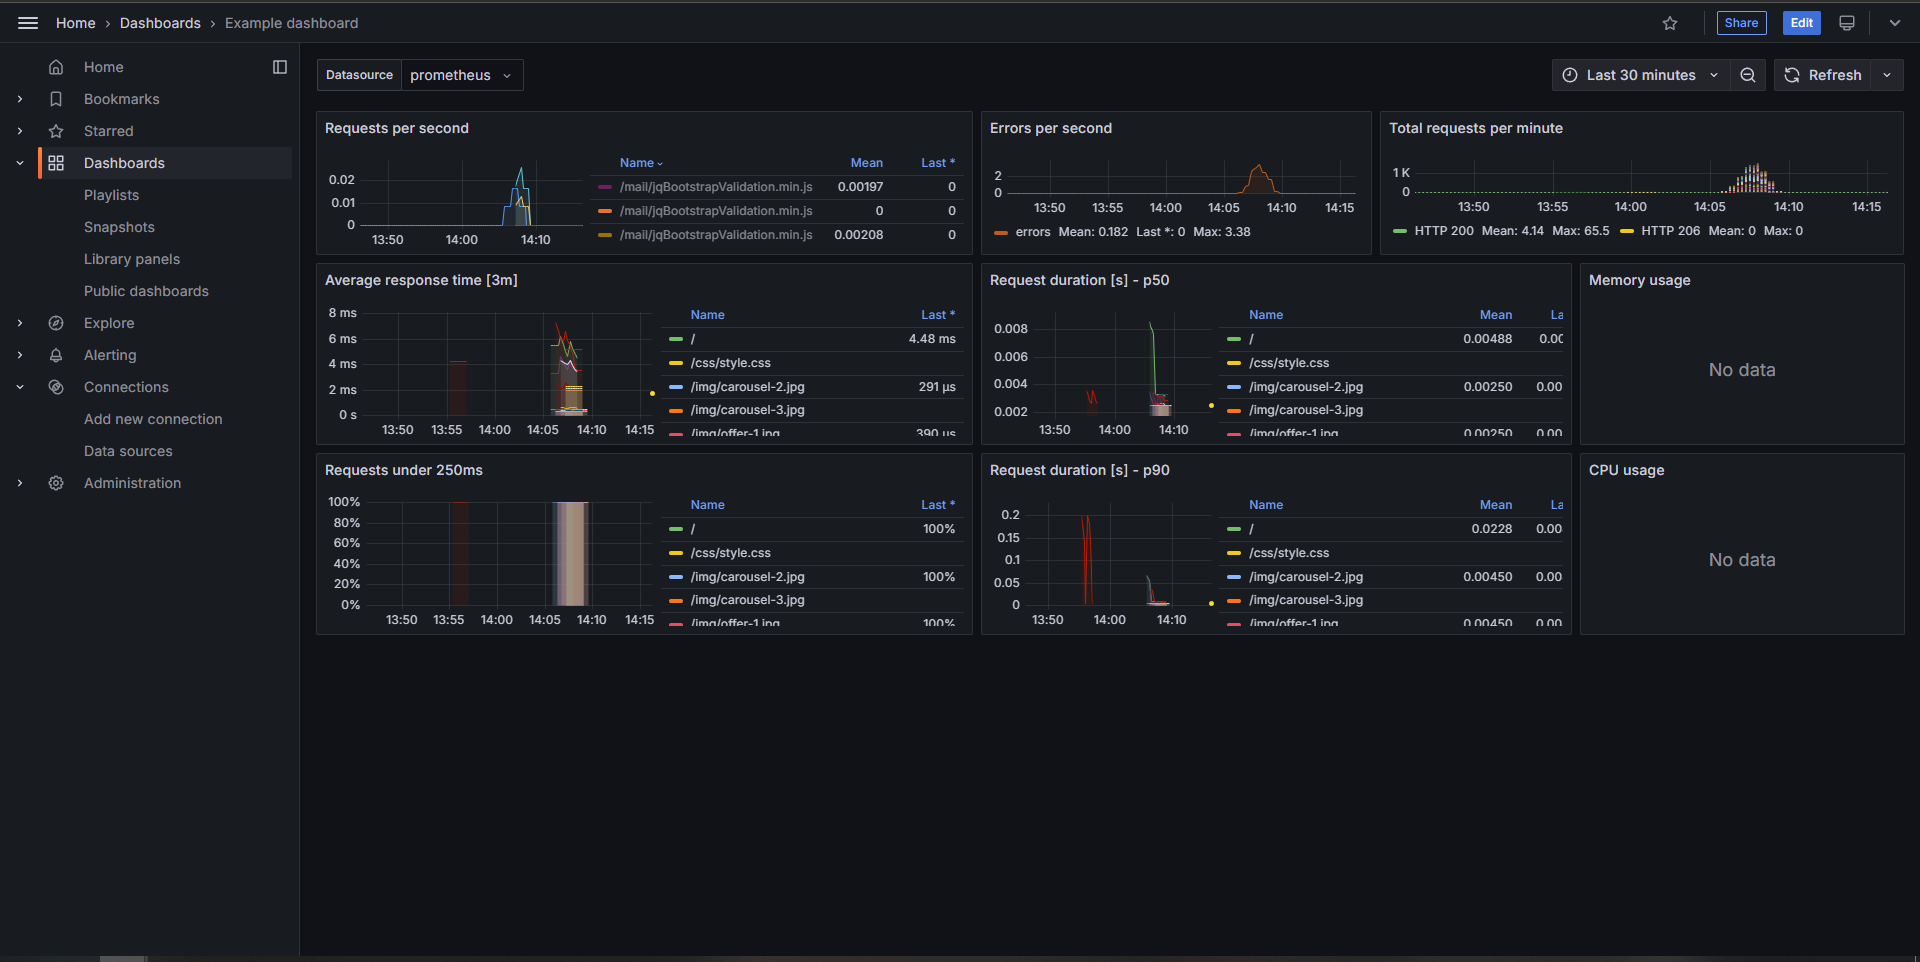 Home › Dashboards › Example dashboard
Share
Edit
Home
Bookmarks
Starred
Dashboards
Playlists
Snapshots
Library panels
Public dashboards
Explore
Alerting
Connections
Add new connection
Data sources
Administration
Datasource prometheus
Last 30 minutes
Refresh
Requests per second
0.02
0.01
0
13:50 14:00 14:10
Name Mean Last *
/mail/jqBootstrapValidation.min.js 0.00197 0
/mail/jqBootstrapValidation.min.js 0 0
/mail/jqBootstrapValidation.min.js 0.00208 0
Errors per second
2
0
13:50 13:55 14:00 14:05 14:10 14:15
errors Mean: 0.182 Last *: 0 Max: 3.38
Total requests per minute
1 K
0
13:50 13:55 14:00 14:05 14:10 14:15
HTTP 200 Mean: 4.14 Max: 65.5 HTTP 206 Mean: 0 Max: 0
Average response time [3m]
8 ms
6 ms
4 ms
2 ms
0 s
13:50 13:55 14:00 14:05 14:10 14:15
Name Last *
/ 4.48 ms
/css/style.css
/img/carousel-2.jpg 291 µs
/img/carousel-3.jpg
/img/offer-1.jpg 390 µs
Request duration [s] - p50
0.008
0.006
0.004
0.002
13:50 14:00 14:10
Name Mean La
/ 0.00488 0.00
/css/style.css
/img/carousel-2.jpg 0.00250 0.00
/img/carousel-3.jpg
/img/offer-1.jpg 0.00250 0.00
Memory usage
No data
Requests under 250ms
100%
80%
60%
40%
20%
0%
13:50 13:55 14:00 14:05 14:10 14:15
Name Last *
/ 100%
/css/style.css
/img/carousel-2.jpg 100%
/img/carousel-3.jpg
/img/offer-1.jpg 100%
Request duration [s] - p90
0.2
0.15
0.1
0.05
0
13:50 14:00 14:10
Name Mean La
/ 0.0228 0.00
/css/style.css
/img/carousel-2.jpg 0.00450 0.00
/img/carousel-3.jpg
/img/offer-1.jpg 0.00450 0.00
CPU usage
No data